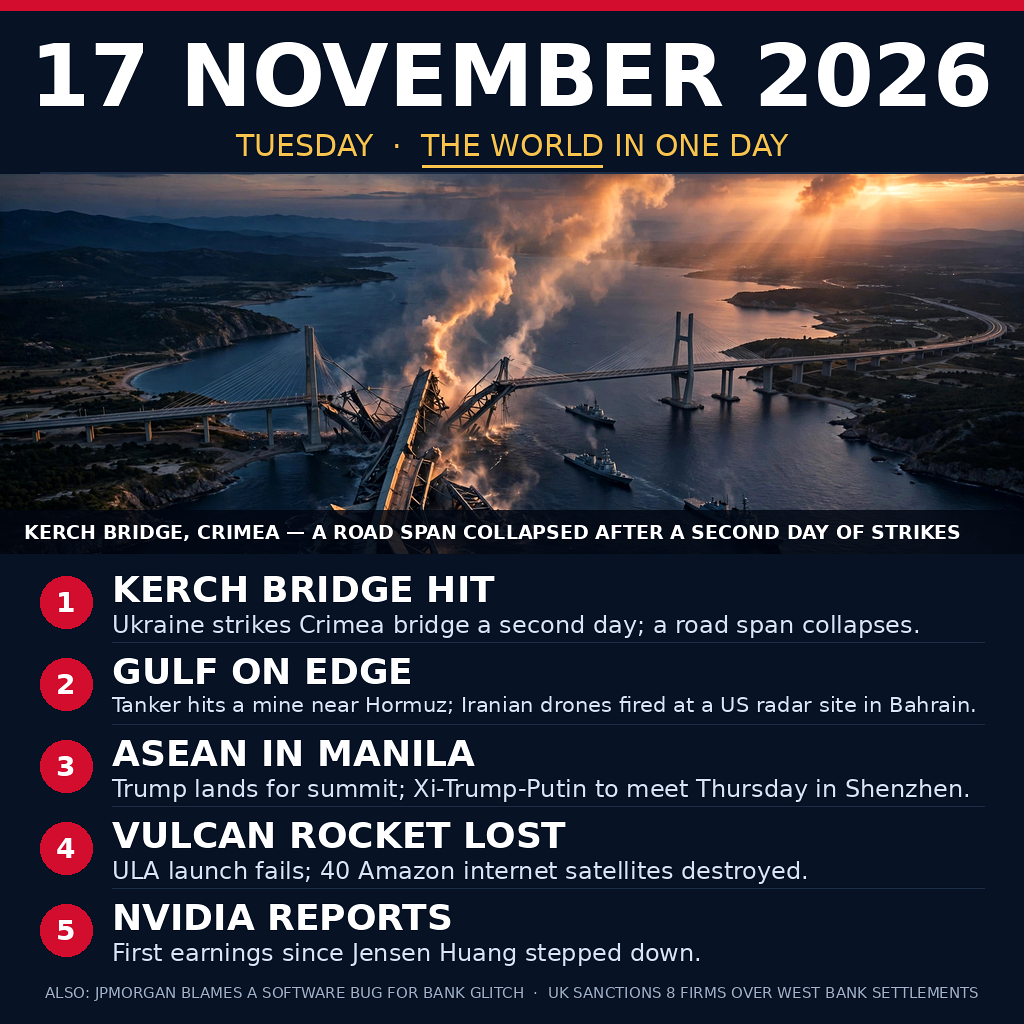 17 NOVEMBER 2026
TUESDAY · THE WORLD IN ONE DAY
KERCH BRIDGE, CRIMEA — A ROAD SPAN COLLAPSED AFTER A SECOND DAY OF STRIKES
1
KERCH BRIDGE HIT
Ukraine strikes Crimea bridge a second day; a road span collapses.
2
GULF ON EDGE
Tanker hits a mine near Hormuz; Iranian drones fired at a US radar site in Bahrain.
3
ASEAN IN MANILA
Trump lands for summit; Xi-Trump-Putin to meet Thursday in Shenzhen.
4
VULCAN ROCKET LOST
ULA launch fails; 40 Amazon internet satellites destroyed.
5
NVIDIA REPORTS
First earnings since Jensen Huang stepped down.
ALSO: JPMORGAN BLAMES A SOFTWARE BUG FOR BANK GLITCH · UK SANCTIONS 8 FIRMS OVER WEST BANK SETTLEMENTS